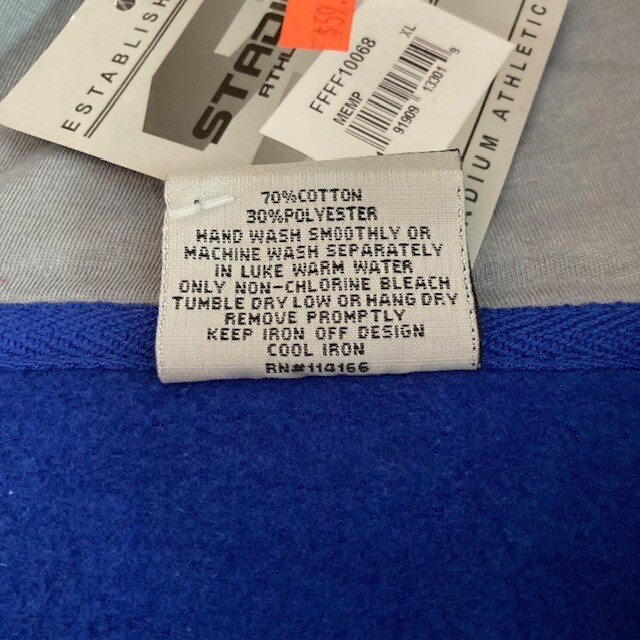 ESTABLISH
STADI
ATHL
$59.
FFFF10068
XL
MEMP
91909 13301 9
DIUM ATHLETIC
70%COTTON
30%POLYESTER
HAND WASH SMOOTHLY OR
MACHINE WASH SEPARATELY
IN LUKE WARM WATER
ONLY NON-CHLORINE BLEACH
TUMBLE DRY LOW OR HANG DRY
REMOVE PROMPTLY
KEEP IRON OFF DESIGN
COOL IRON
RN#114166